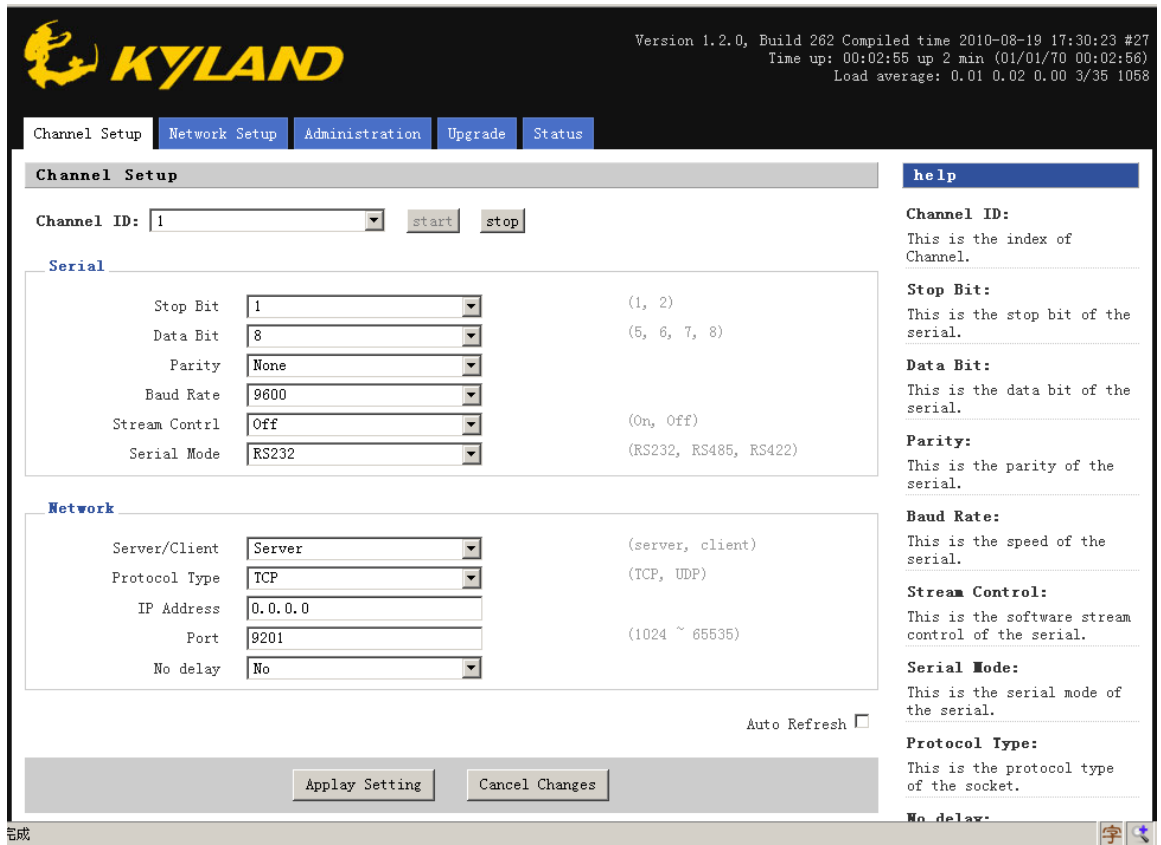 KYLAND
Version 1.2.0, Build 262 Compiled time 2010-08-19 17:30:23 #27
Time up: 00:02:55 up 2 min (01/01/70 00:02:56)
Load average: 0.01 0.02 0.00 3/35 1058
Channel Setup Network Setup Administration Upgrade Status
Channel Setup
Channel ID: 1 start stop
Serial
Stop Bit 1 (1, 2)
Data Bit 8 (5, 6, 7, 8)
Parity None
Baud Rate 9600
Stream Contrl Off (On, Off)
Serial Mode RS232 (RS232, RS485, RS422)
Network
Server/Client Server (server, client)
Protocol Type TCP (TCP, UDP)
IP Address 0.0.0.0
Port 9201 (1024 ~ 65535)
No delay No
Auto Refresh
Applay Setting Cancel Changes
help
Channel ID:
This is the index of
Channel.
Stop Bit:
This is the stop bit of the
serial.
Data Bit:
This is the data bit of the
serial.
Parity:
This is the parity of the
serial.
Baud Rate:
This is the speed of the
serial.
Stream Control:
This is the software stream
control of the serial.
Serial Mode:
This is the serial mode of
the serial.
Protocol Type:
This is the protocol type
of the socket.
No delay:
完成
字